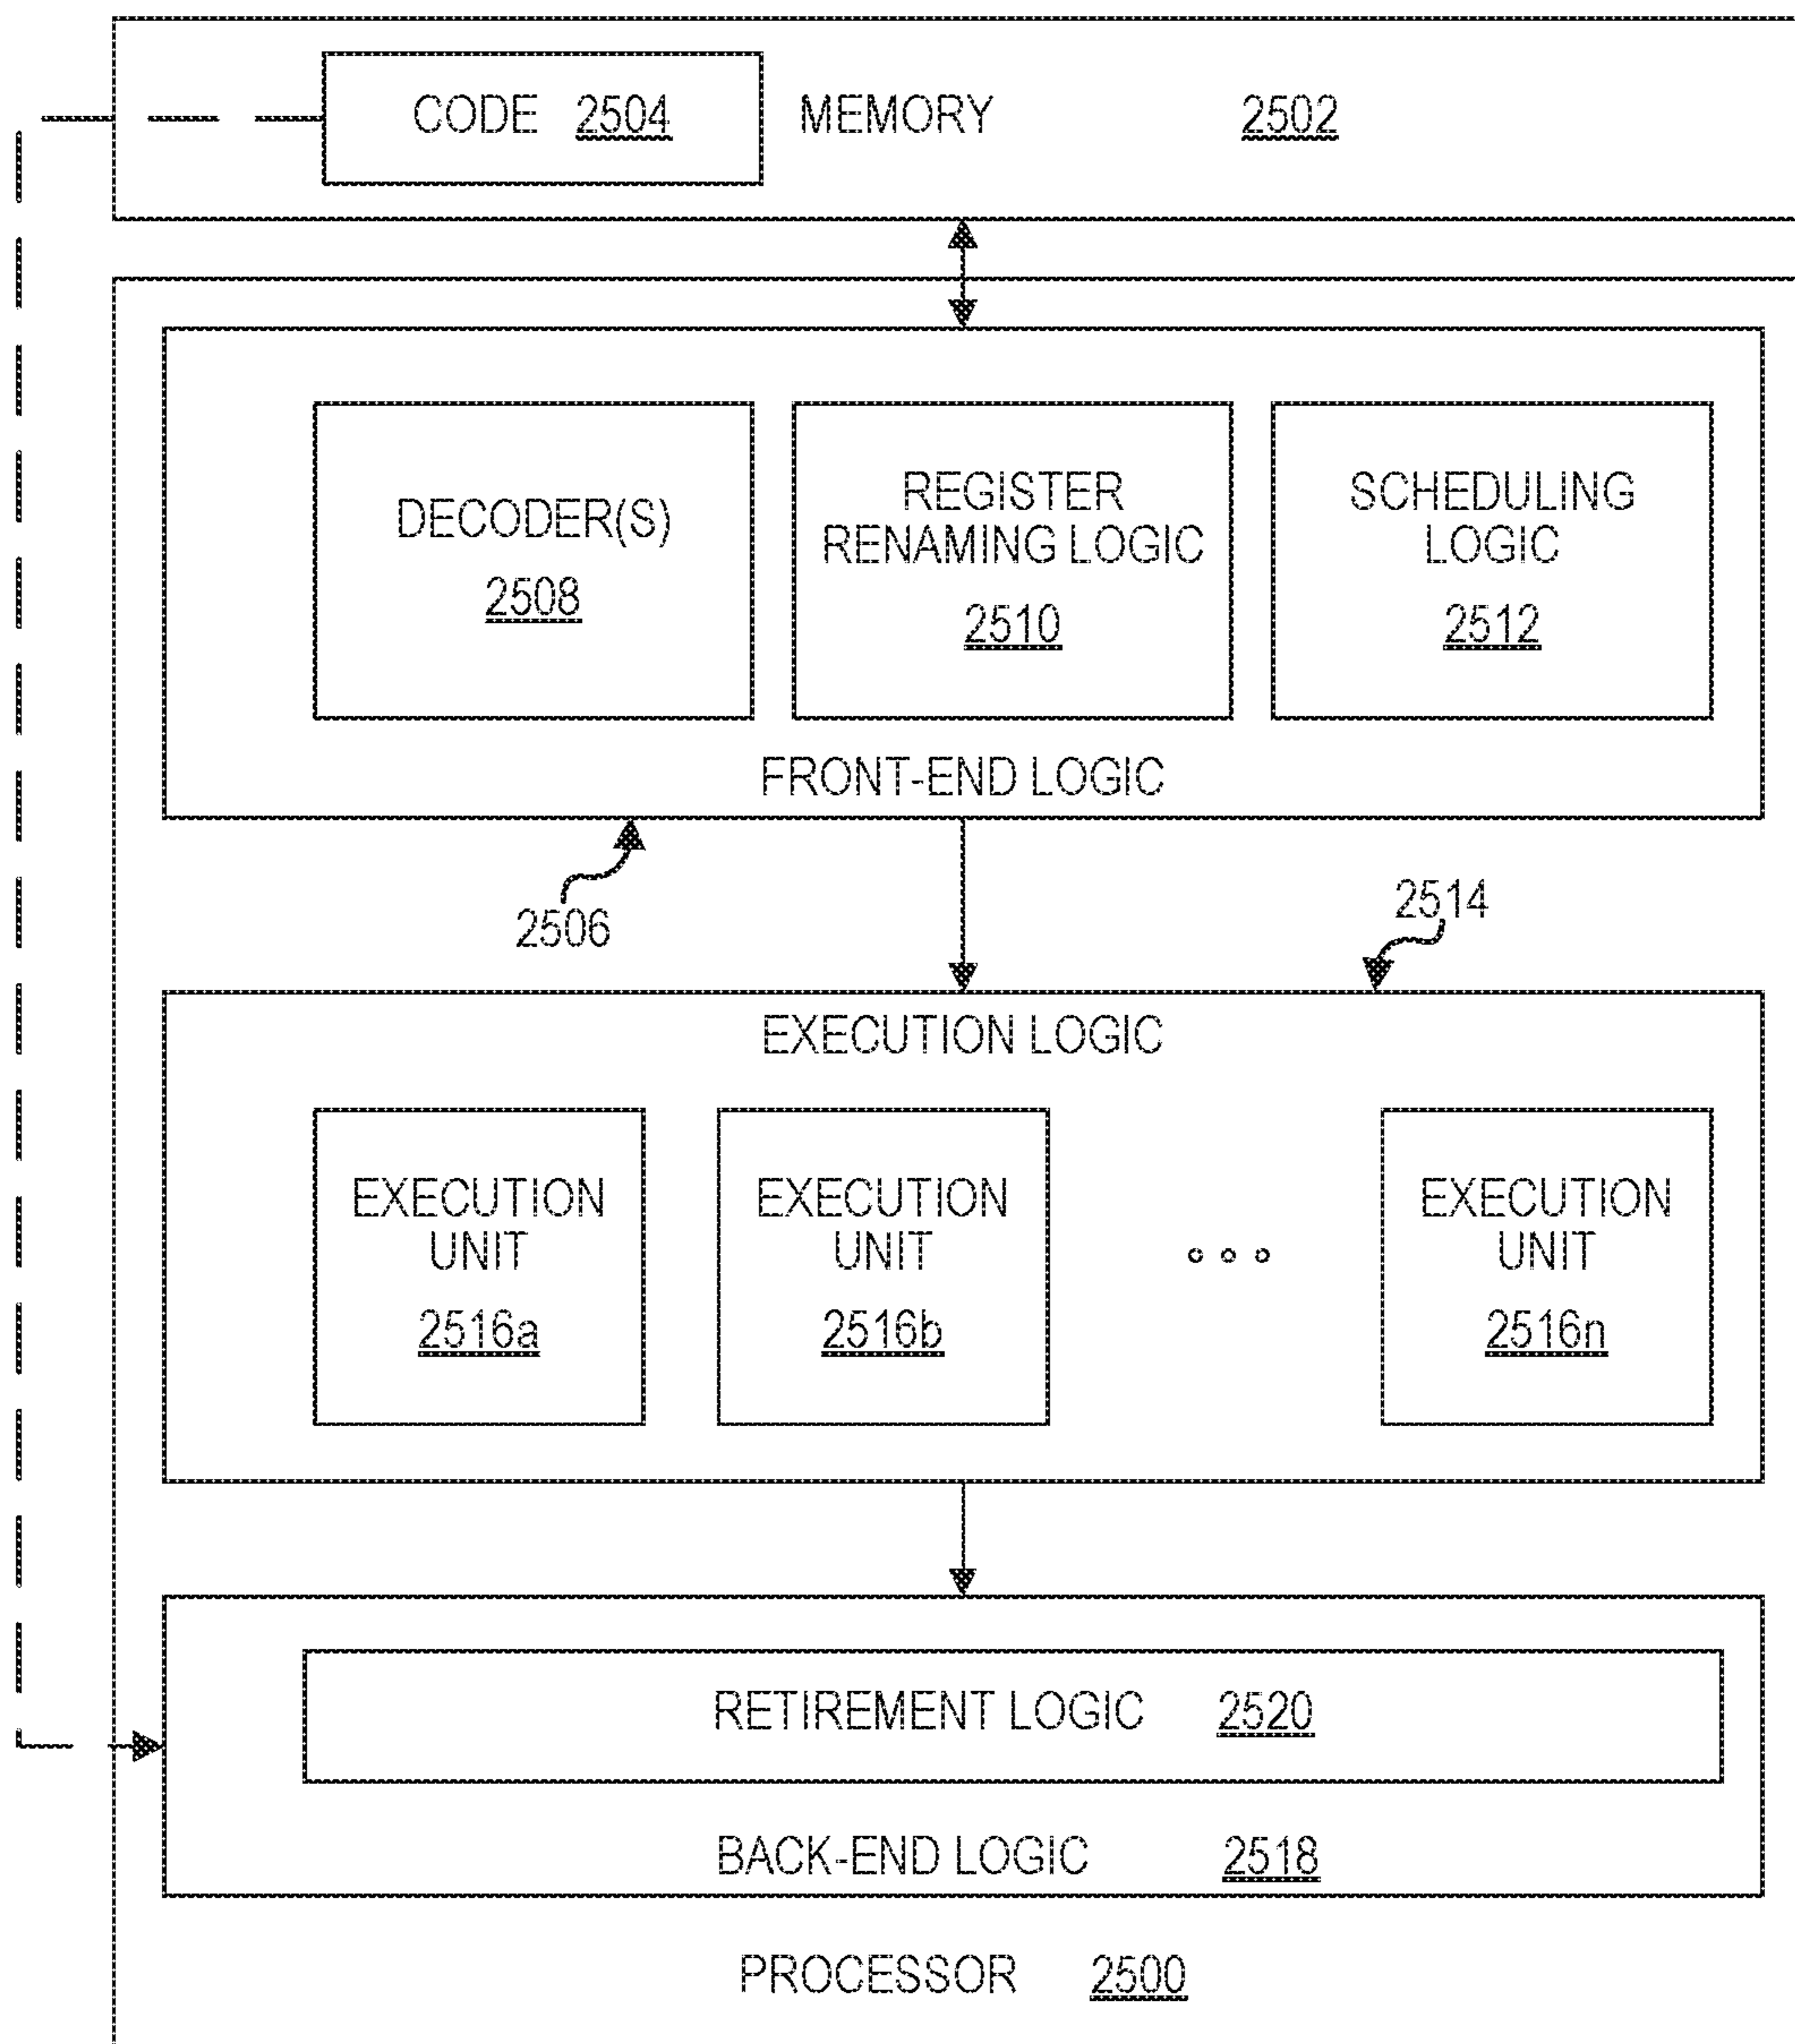 CODE 2504 MEMORY 2502
DECODER(S)
2508
REGISTER
RENAMING LOGIC
2510
SCHEDULING
LOGIC
2512
FRONT-END LOGIC
2506
2514
EXECUTION LOGIC
EXECUTION
UNIT
2516a
EXECUTION
UNIT
2516b
EXECUTION
UNIT
2516n
RETIREMENT LOGIC 2520
BACK-END LOGIC 2518
PROCESSOR 2500